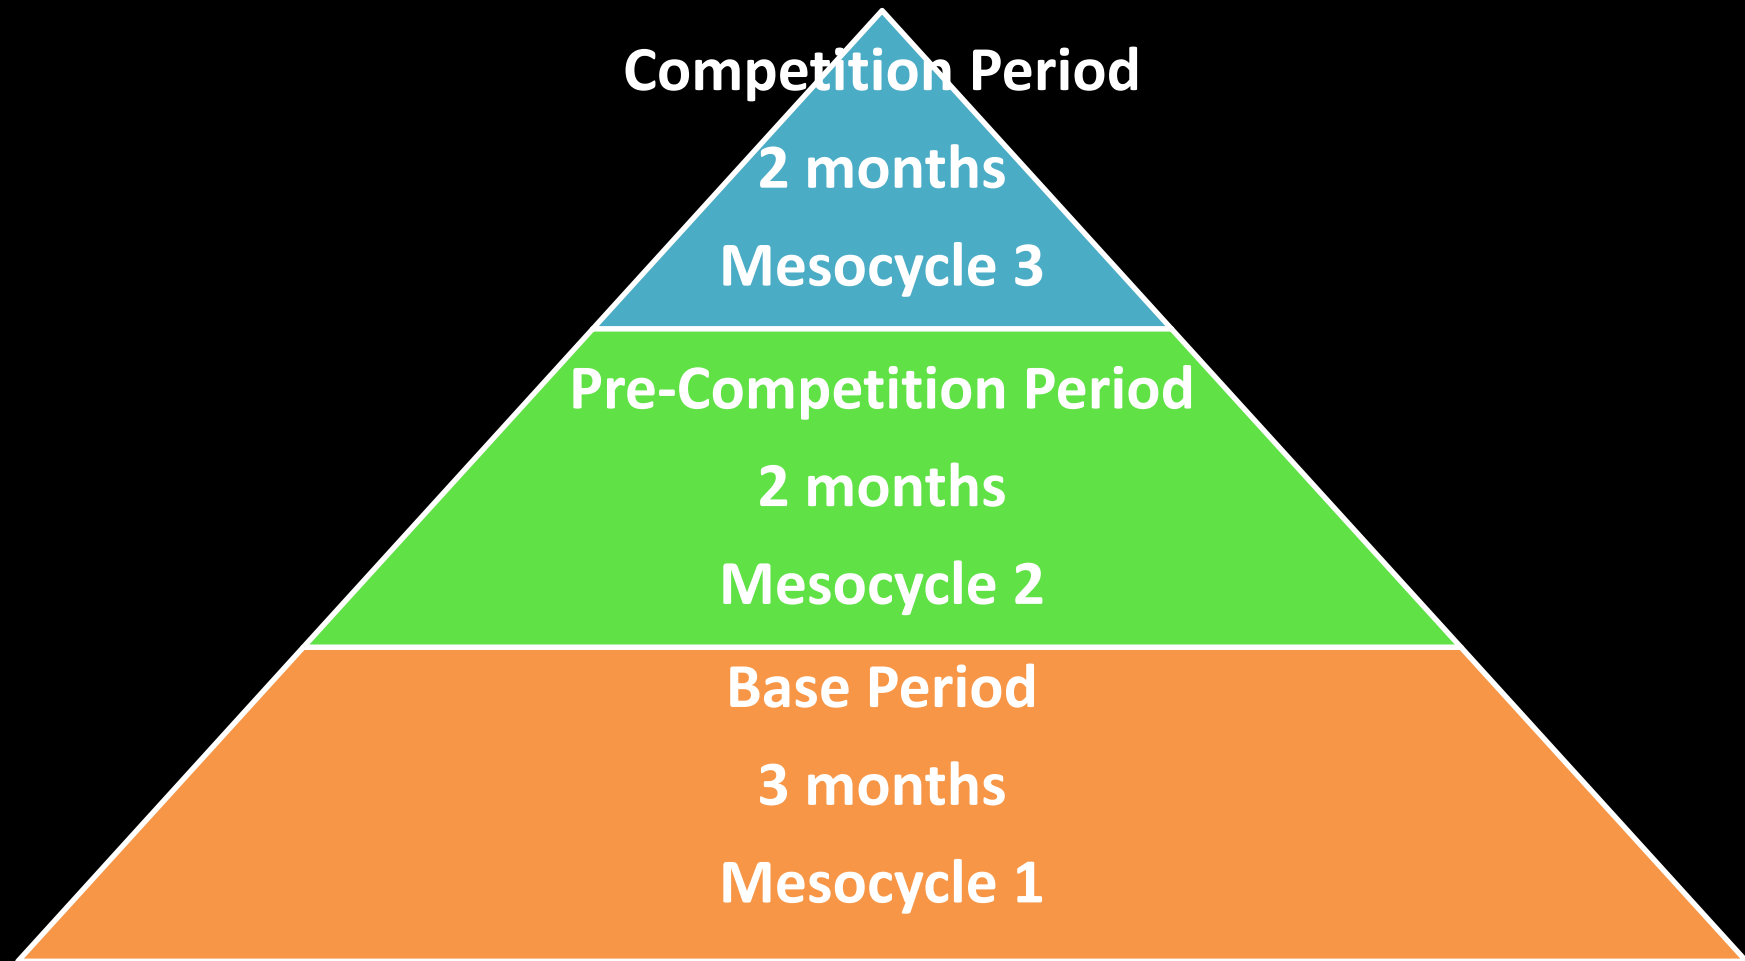 Competition Period
2 months
Mesocycle 3
Pre-Competition Period
2 months
Mesocycle 2
Base Period
3 months
Mesocycle 1